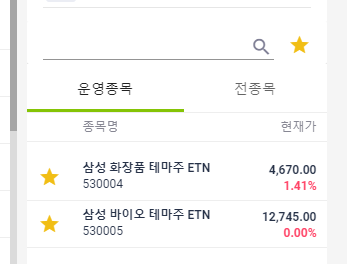 운영종목 전종목
종목명 현재가
삼성 화장품 테마주 ETN 4,670.00
530004 1.41%
삼성 바이오 테마주 ETN 12,745.00
530005 0.00%